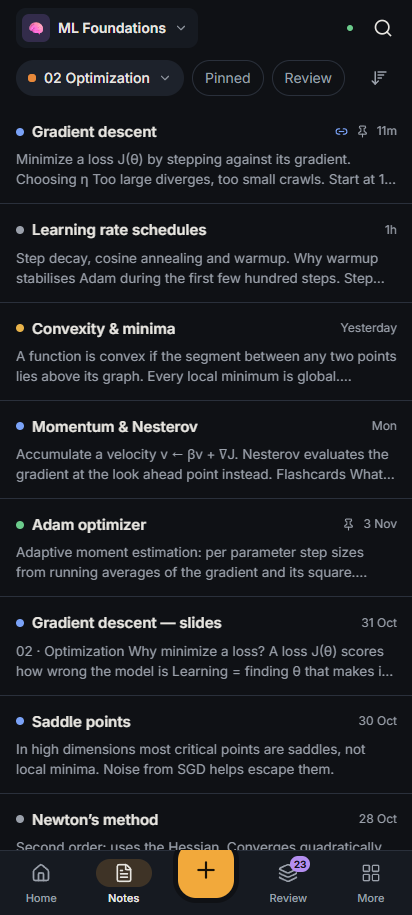 ML Foundations
02 Optimization
Pinned
Review
Gradient descent
11m
Minimize a loss J(θ) by stepping against its gradient.
Choosing η Too large diverges, too small crawls. Start at 1...
Learning rate schedules
1h
Step decay, cosine annealing and warmup. Why warmup
stabilises Adam during the first few hundred steps. Step...
Convexity & minima
Yesterday
A function is convex if the segment between any two points
lies above its graph. Every local minimum is global....
Momentum & Nesterov
Mon
Accumulate a velocity v ← βv + ∇J. Nesterov evaluates the
gradient at the look ahead point instead. Flashcards What...
Adam optimizer
3 Nov
Adaptive moment estimation: per parameter step sizes
from running averages of the gradient and its square....
Gradient descent — slides
31 Oct
02 · Optimization Why minimize a loss? A loss J(θ) scores
how wrong the model is Learning = finding θ that makes i...
Saddle points
30 Oct
In high dimensions most critical points are saddles, not
local minima. Noise from SGD helps escape them.
Newton's method
28 Oct
Second order: uses the Hessian. Converges quadratically
Home
Notes
23
Review
More